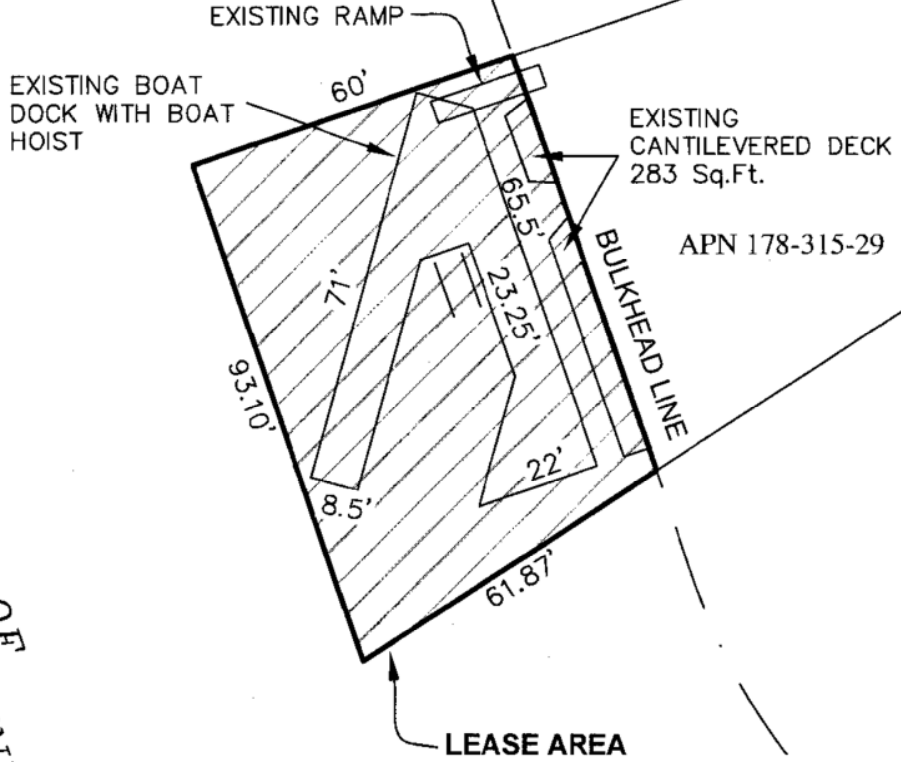 EXISTING RAMP
EXISTING BOAT
DOCK WITH BOAT
HOIST
60'
EXISTING
CANTILEVERED DECK
283 Sq.Ft.
APN 178-315-29
65.5'
71'
23.25'
BULKHEAD LINE
93.10'
22'
8.5'
61.87'
OF
LEASE AREA